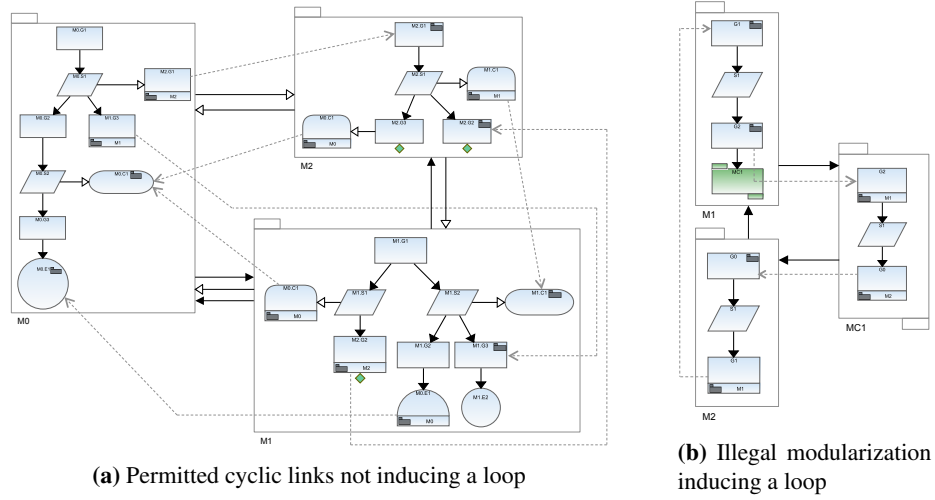 M0.G1
M0.S1
M2.G1
M2
M0.G2
M1.G3
M1
M0.S2
M0.C1
M0.G3
M0.E1
M0
M2.G1
M2.S1
M1.C1
M1
M0.C1
M0
M2.G3
M2.G2
M2
M1.G1
M0.C1
M0
M1.S1
M1.S2
M1.C1
M2.G2
M2
M1.G2
M1.G3
M0.E1
M0
M1.E2
M1
(a) Permitted cyclic links not inducing a loop
G1
S1
G2
MC1
M1
G2
M1
S1
G0
M2
MC1
G0
S1
G1
M1
M2
(b) Illegal modularization
inducing a loop